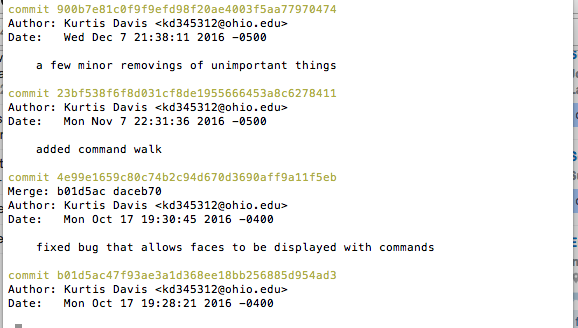 commit 900b7e81c0f9f9efd98f20ae4003f5aa77970474
Author: Kurtis Davis <kd345312@ohio.edu>
Date:   Wed Dec 7 21:38:11 2016 -0500
a few minor removings of unimportant things
commit 23bf538f6f8d031cf8de1955666453a8c6278411
Author: Kurtis Davis <kd345312@ohio.edu>
Date:   Mon Nov 7 22:31:36 2016 -0500
added command walk
commit 4e99e1659c80c74b2c94d670d3690aff9a11f5eb
Merge: b01d5ac daceb70
Author: Kurtis Davis <kd345312@ohio.edu>
Date:   Mon Oct 17 19:30:45 2016 -0400
fixed bug that allows faces to be displayed with commands
commit b01d5ac47f93ae3a1d368ee18bb256885d954ad3
Author: Kurtis Davis <kd345312@ohio.edu>
Date:   Mon Oct 17 19:28:21 2016 -0400